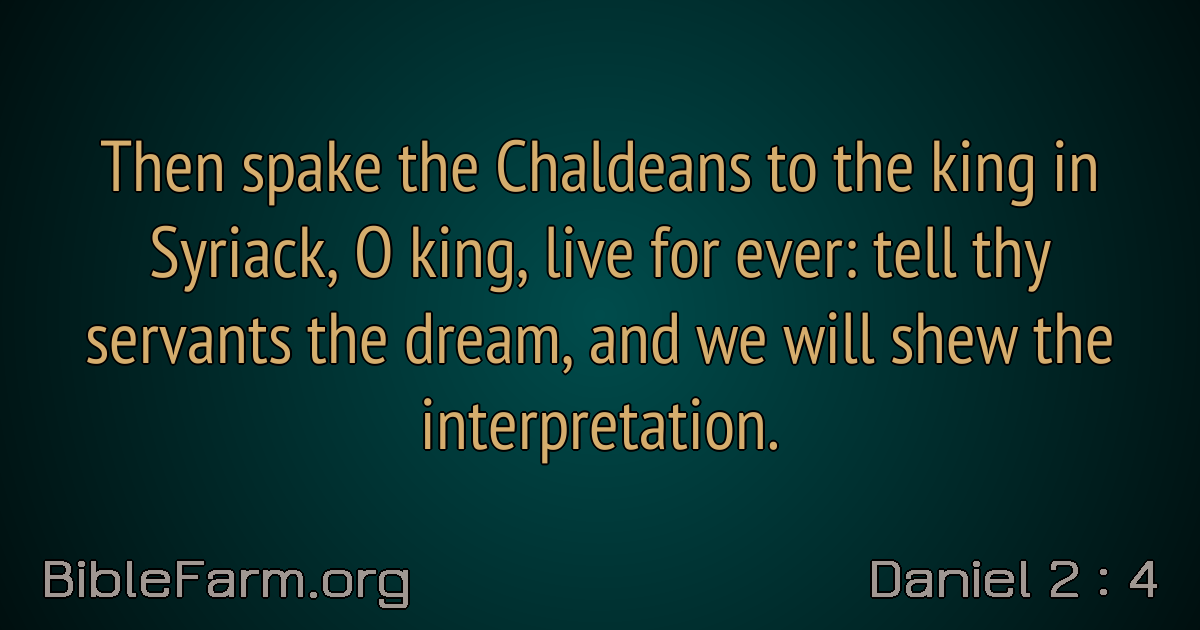 Then spake the Chaldeans to the king in
Syriack, O king, live for ever: tell thy
servants the dream, and we will shew the
interpretation.
BibleFarm.org
Daniel 2 : 4